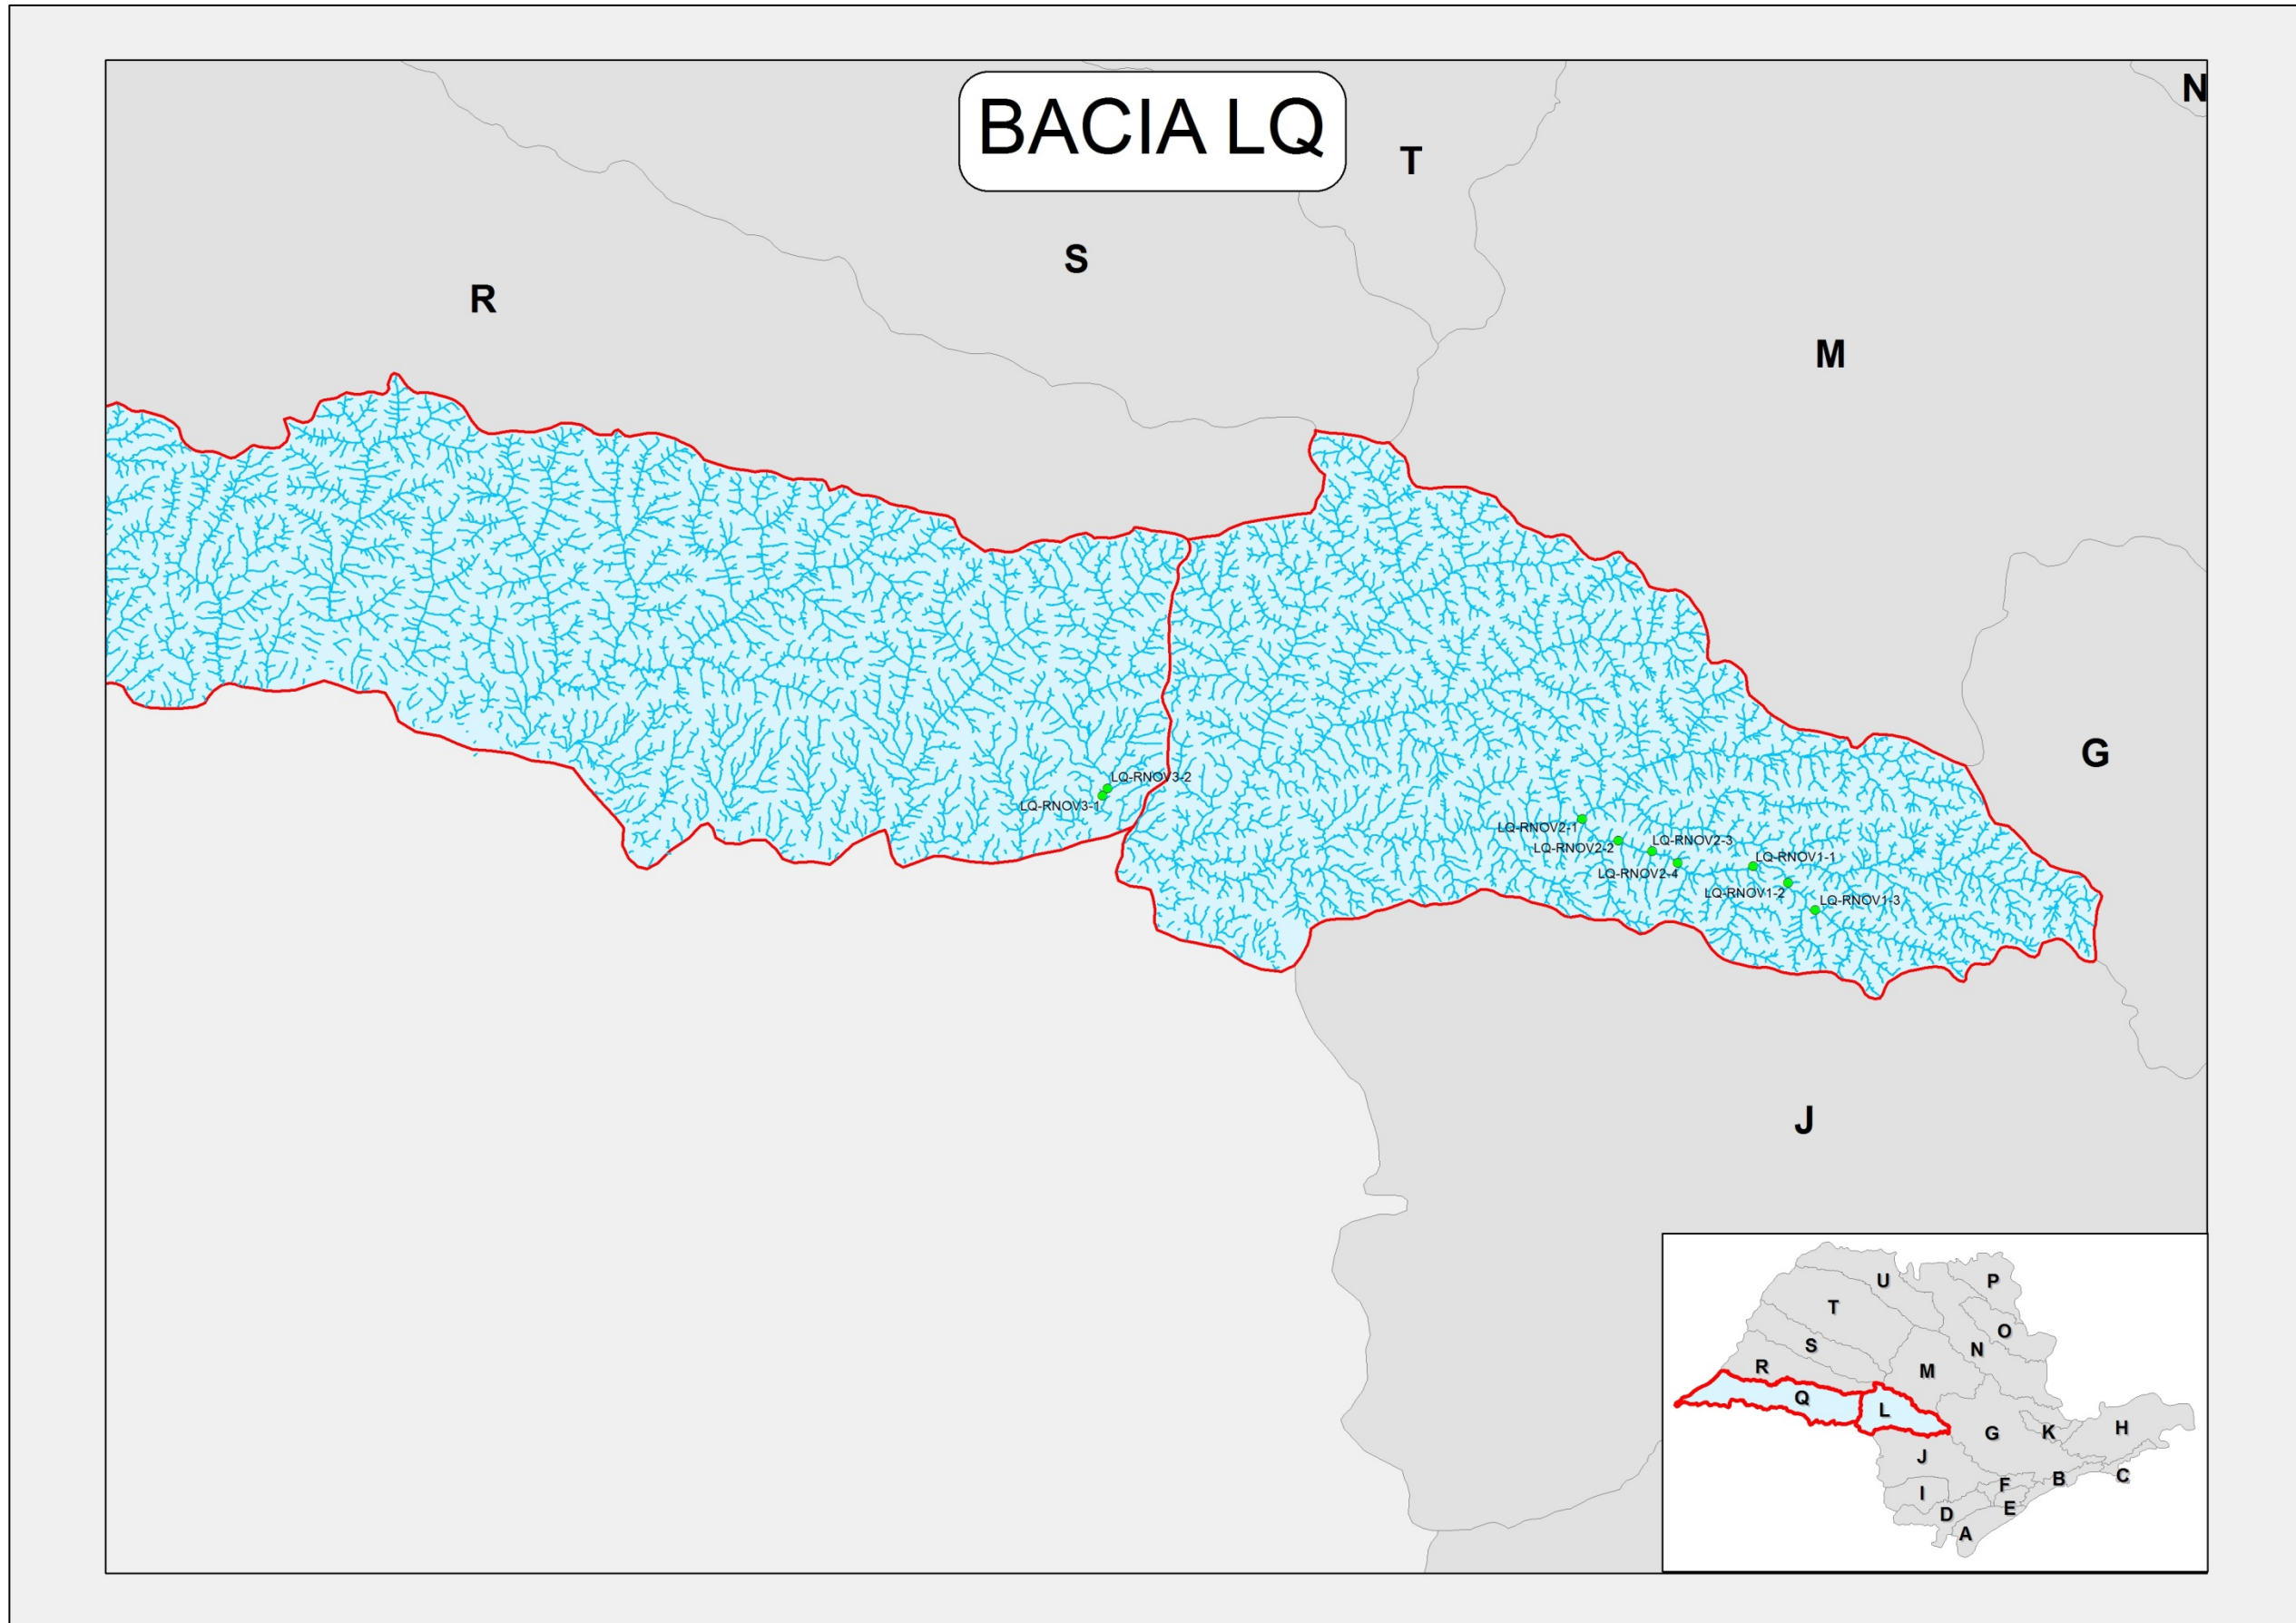 BACIA LQ
N
T
S
R
M
G
LQ-RNOV3-2
LQ-RNOV3-1
LQ-RNOV2-1
LQ-RNOV2-2
LQ-RNOV2-3
LQ-RNOV2-4
LQ-RNOV1-1
LQ-RNOV1-2
LQ-RNOV1-3
J
U
P
T
O
S
N
R
M
Q
L
H
G
K
J
B
C
F
I
E
D
A